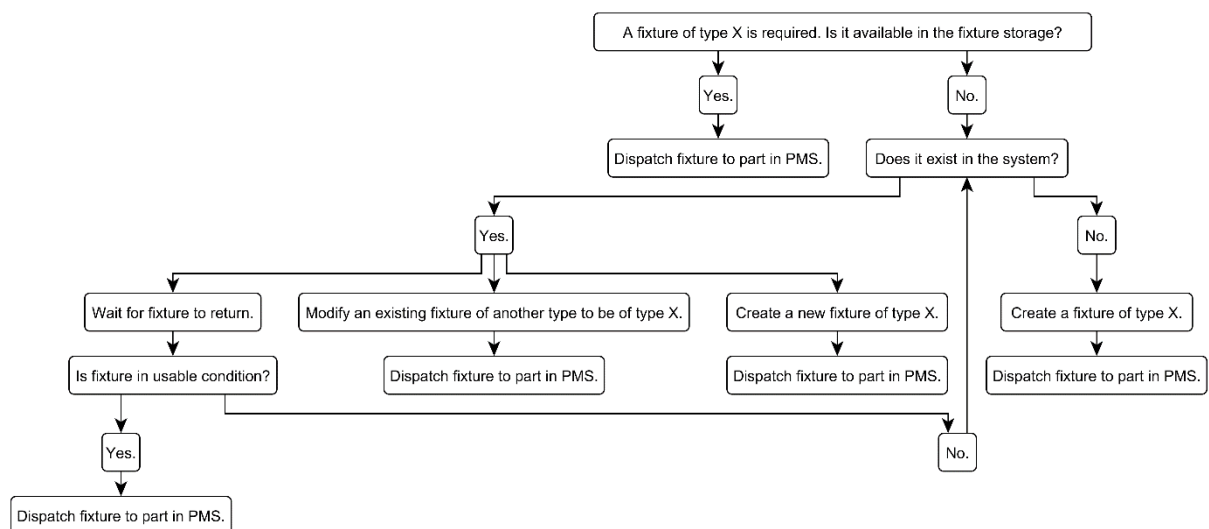 A fixture of type X is required. Is it available in the fixture storage?
Yes.
No.
Dispatch fixture to part in PMS.
Does it exist in the system?
Yes.
No.
Wait for fixture to return.
Modify an existing fixture of another type to be of type X.
Create a new fixture of type X.
Create a fixture of type X.
Is fixture in usable condition?
Dispatch fixture to part in PMS.
Dispatch fixture to part in PMS.
Dispatch fixture to part in PMS.
Yes.
No.
Dispatch fixture to part in PMS.